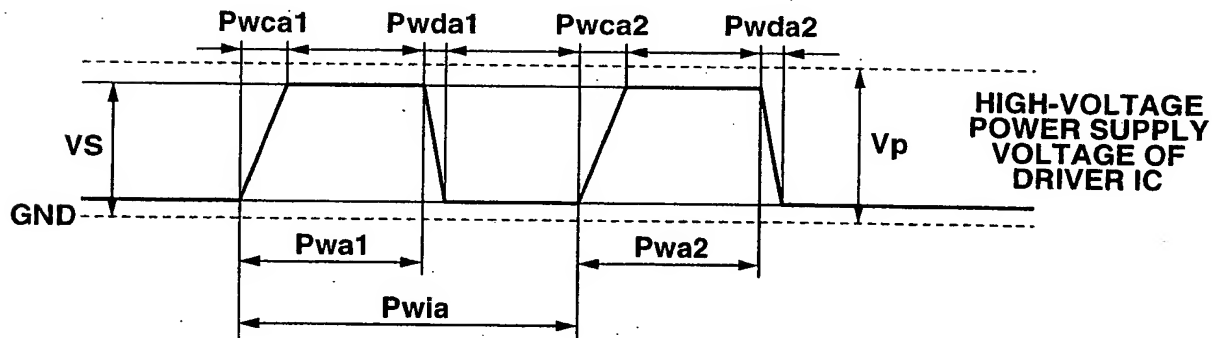 Pwca1 Pwda1 Pwca2 Pwda2
VS
Vp
HIGH-VOLTAGE
POWER SUPPLY
VOLTAGE OF
DRIVER IC
GND
Pwa1
Pwa2
Pwia